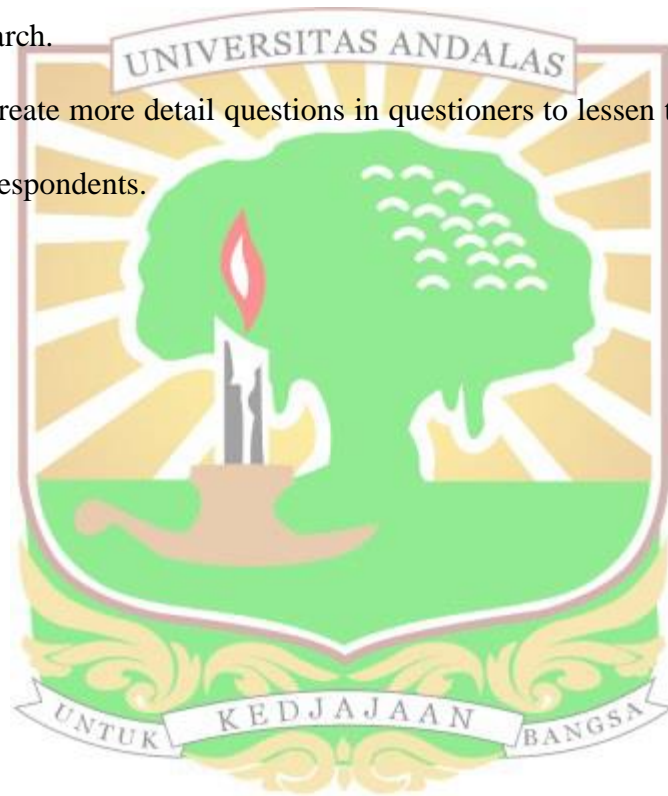 arch.
UNIVERSITAS ANDALAS
reate more detail questions in questioners to lessen t
espondents.
UNTUK KEDJAJAAN BANGSA